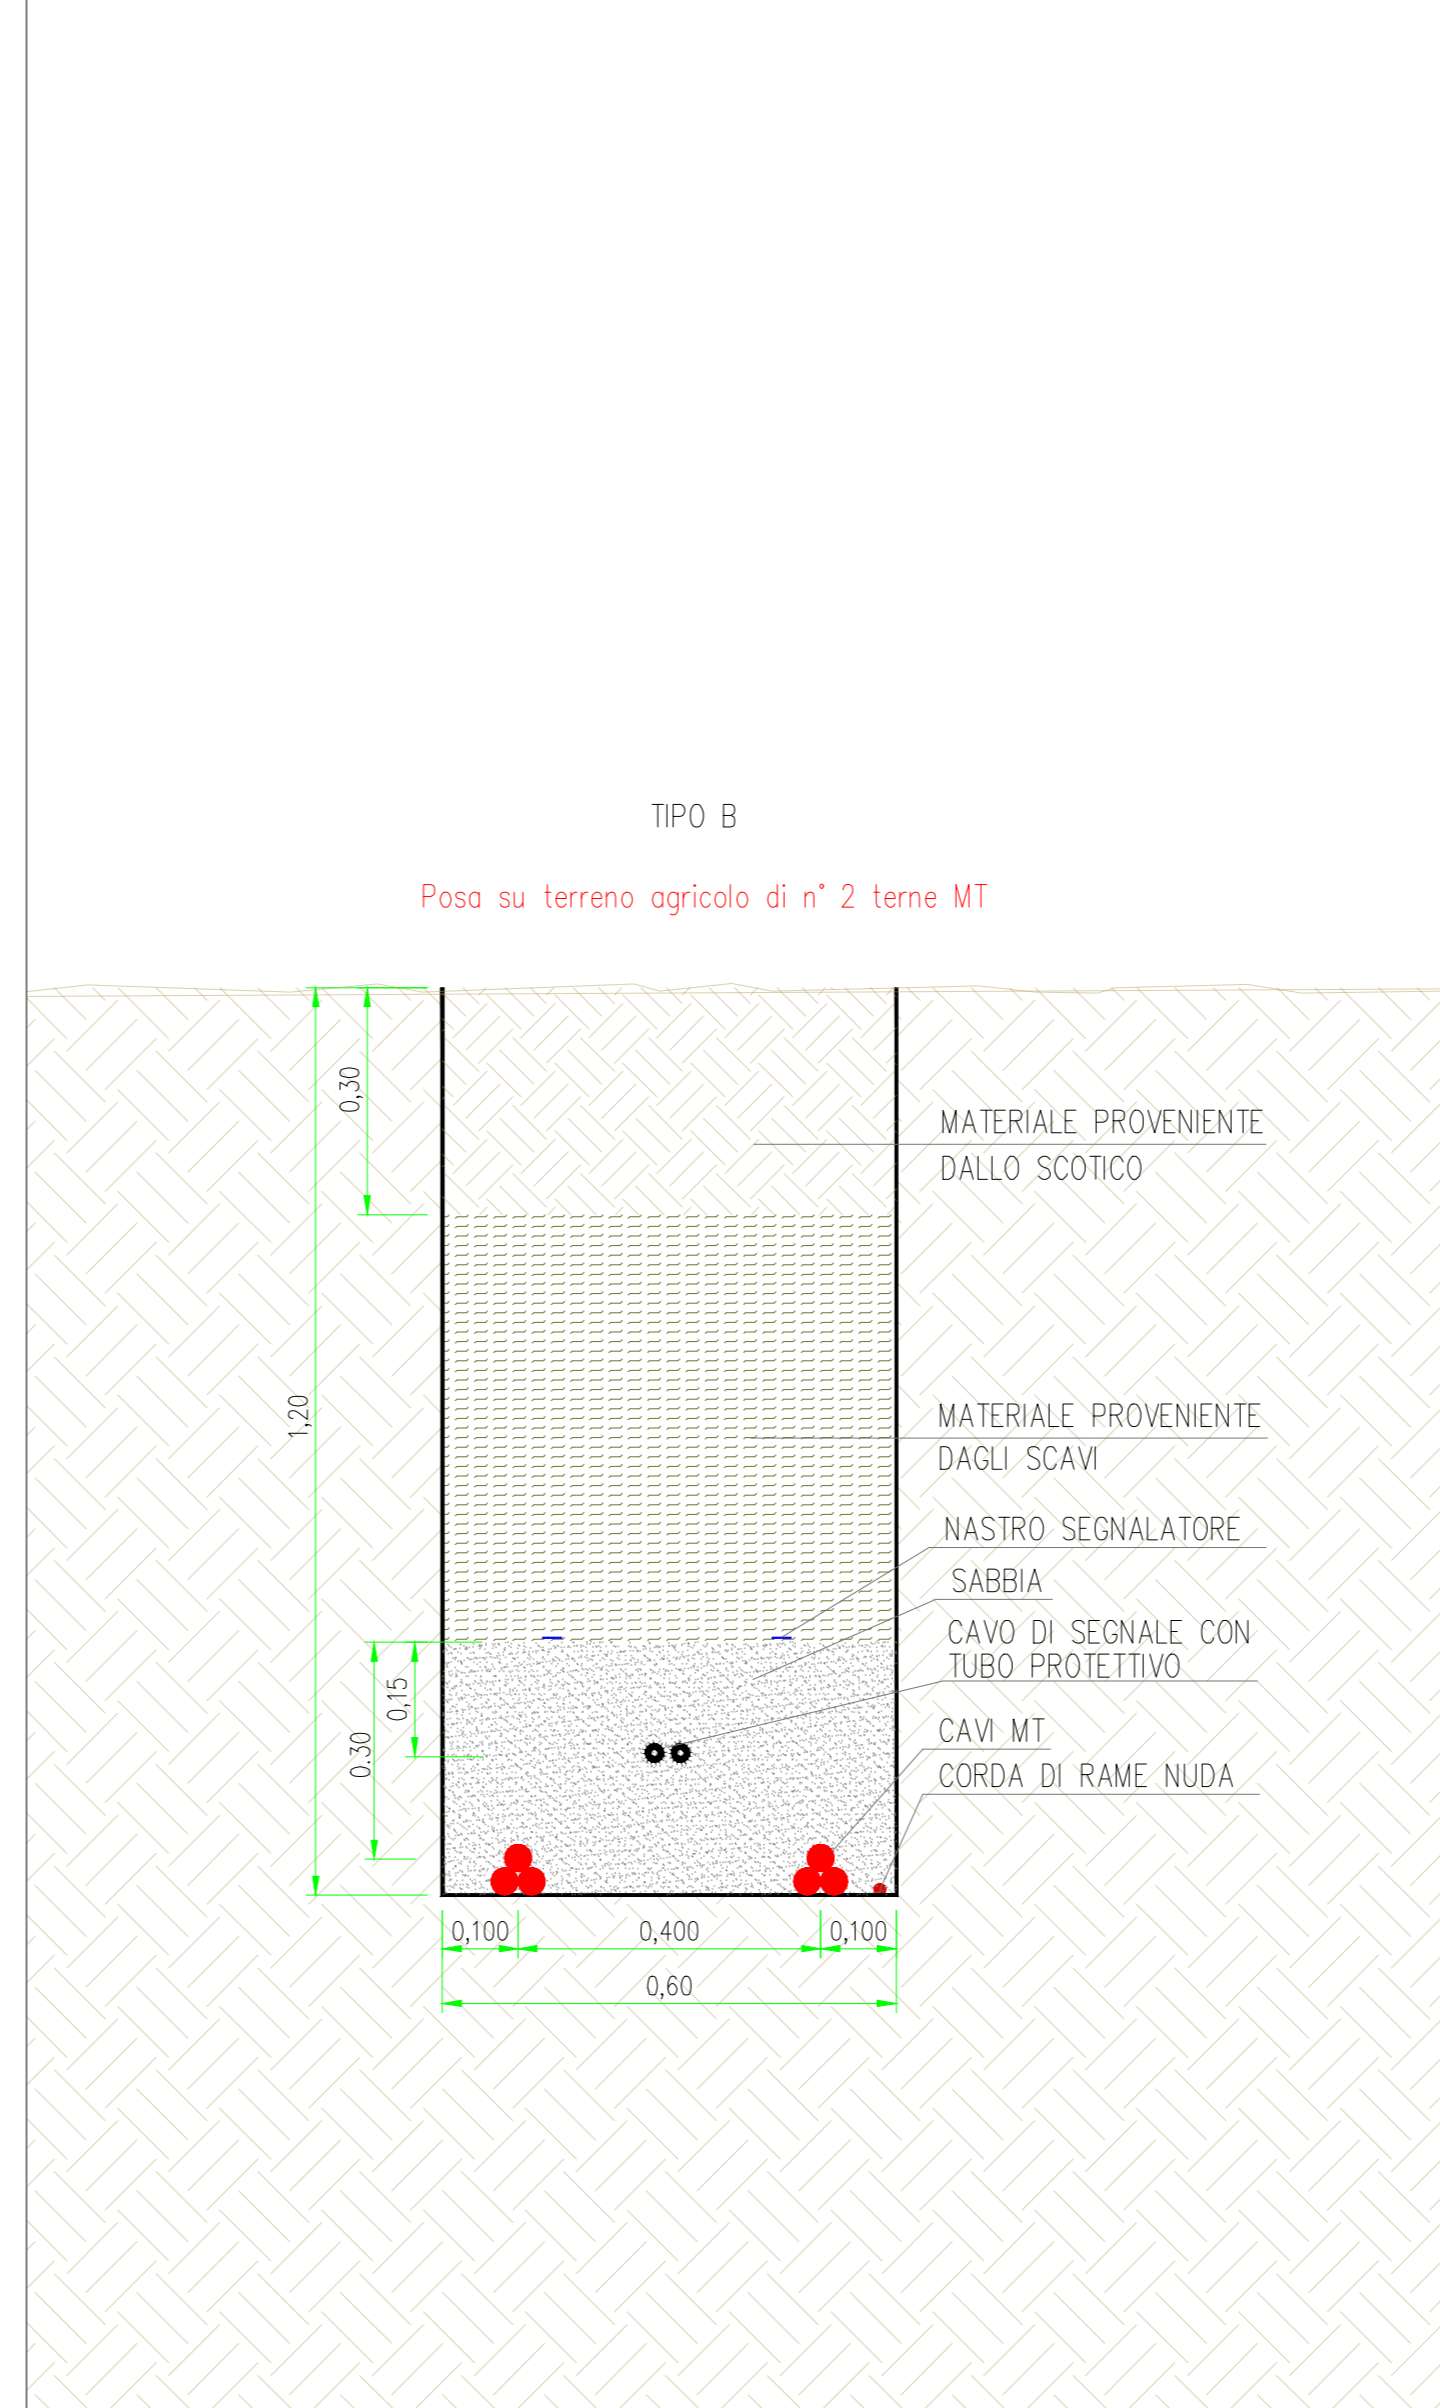 TIPO B
Posa su terreno agricolo di n° 2 terne MT
0,30
MATERIALE PROVENIENTE
DALLO SCOTICO
1,20
MATERIALE PROVENIENTE
DAGLI SCAVI
NASTRO SEGNALATORE
SABBIA
CAVO DI SEGNALE CON
TUBO PROTETTIVO
0,15
0.30
CAVI MT
CORDA DI RAME NUDA
0,100
0,400
0,100
0,60